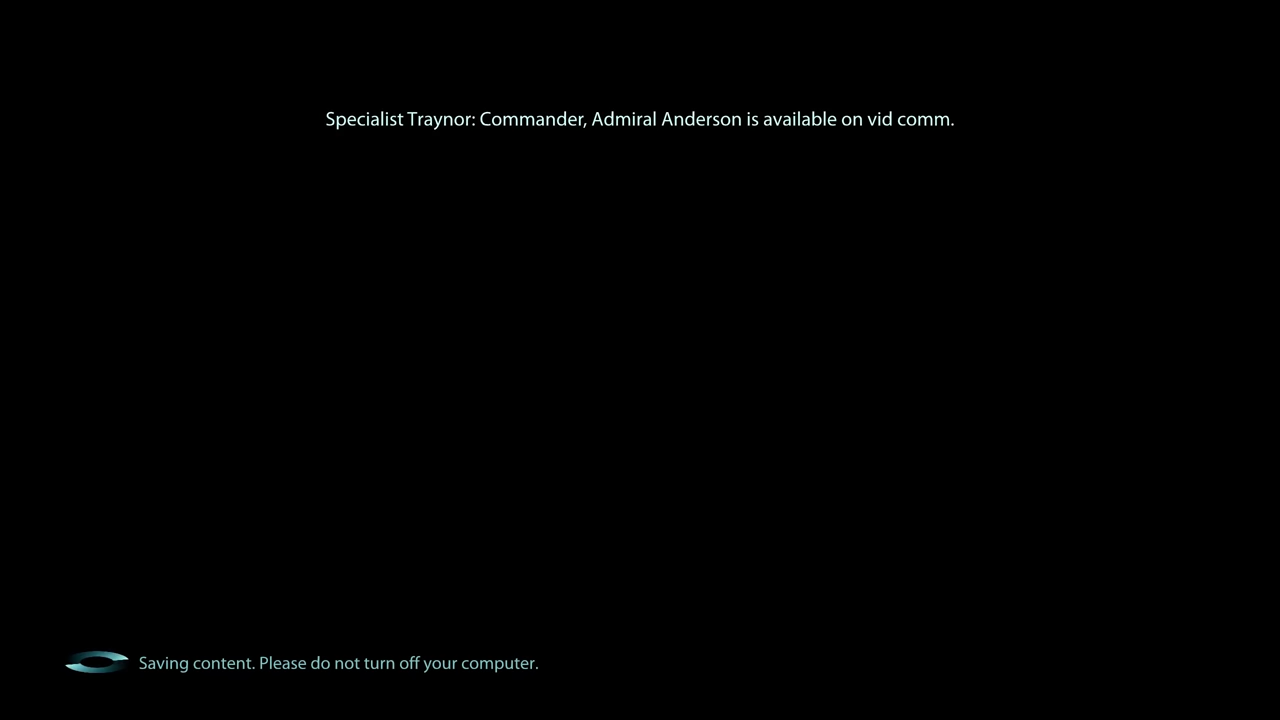 Specialist Traynor: Commander, Admiral Anderson is available on vid comm.
Saving content. Please do not turn off your computer.